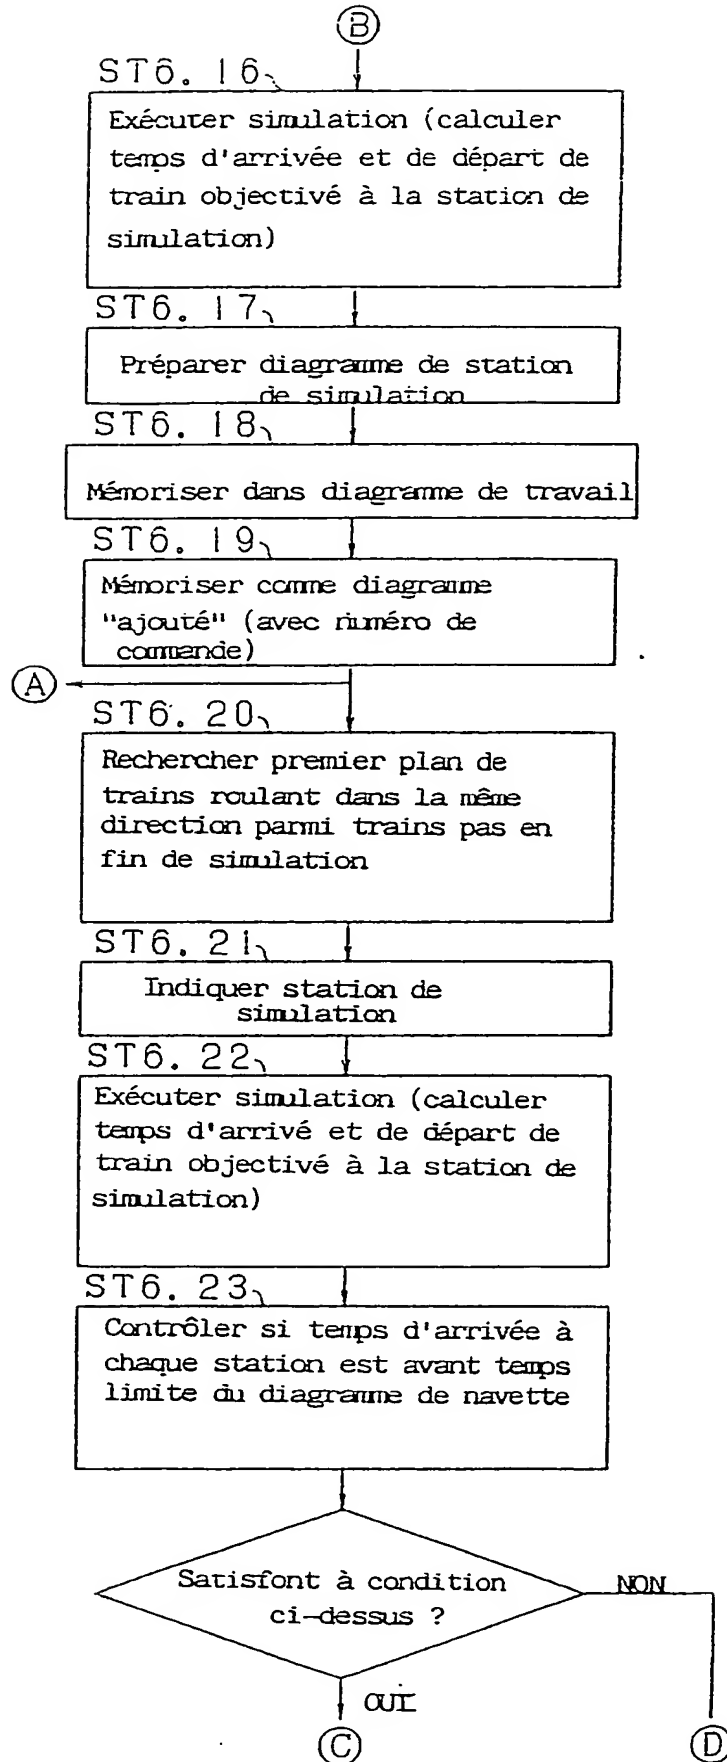 B
ST6.16
Exécuter simulation (calculer
temps d'arrivée et de départ de
train objectivé à la station de
simulation)
ST6.17
Préparer diagramme de station
de simulation
ST6.18
Mémoriser dans diagramme de travail
ST6.19
Mémoriser comme diagramme
"ajouté" (avec numéro de
commande)
A
ST6.20
Rechercher premier plan de
trains roulant dans la même
direction parmi trains pas en
fin de simulation
ST6.21
Indiquer station de
simulation
ST6.22
Exécuter simulation (calculer
temps d'arrivé et de départ de
train objectivé à la station de
simulation)
ST6.23
Contrôler si temps d'arrivée à
chaque station est avant temps
limite du diagramme de navette
Satisfont à condition
ci-dessus ?
NON
OUI
C
D